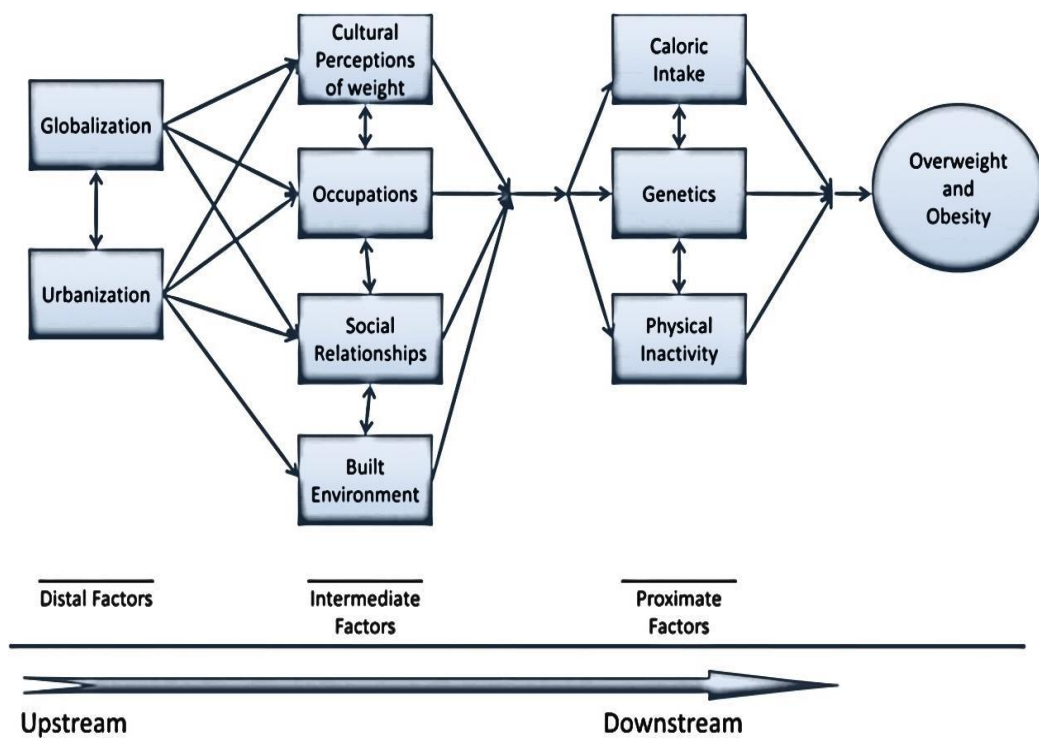 Globalization
Urbanization
Cultural
Perceptions
of weight
Occupations
Social
Relationships
Built
Environment
Caloric
Intake
Genetics
Physical
Inactivity
Overweight
and
Obesity
Distal Factors
Intermediate
Factors
Proximate
Factors
Upstream
Downstream